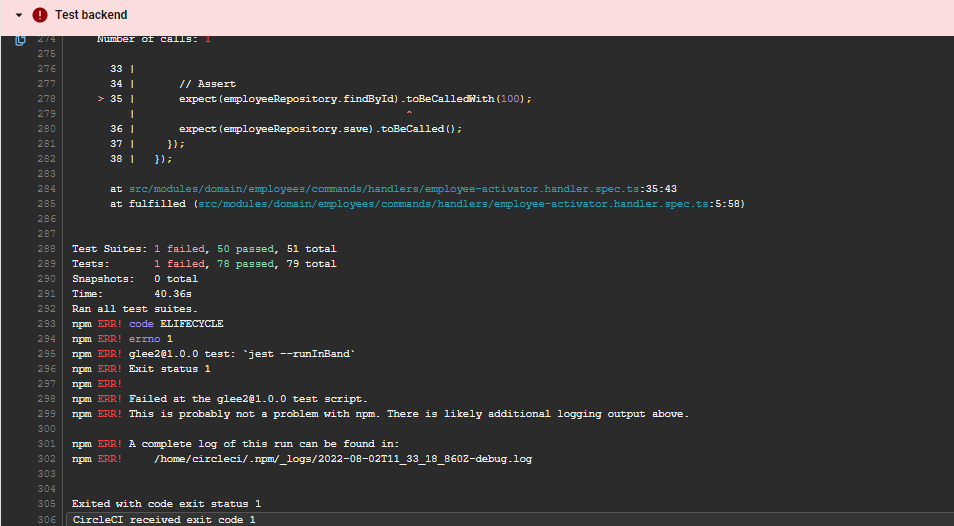 Test backend
274 Number of calls: 1
275
276 33 |
277 34 | // Assert
278 > 35 | expect(employeeRepository.findById).toBeCalledWith(100);
279 | ^
280 36 | expect(employeeRepository.save).toBeCalled();
281 37 | });
282 38 | });
283
284 at src/modules/domain/employees/commands/handlers/employee-activator.handler.spec.ts:35:43
285 at fulfilled (src/modules/domain/employees/commands/handlers/employee-activator.handler.spec.ts:5:58)
286
287
288 Test Suites: 1 failed, 50 passed, 51 total
289 Tests: 1 failed, 78 passed, 79 total
290 Snapshots: 0 total
291 Time: 40.36s
292 Ran all test suites.
293 npm ERR! code ELIFECYCLE
294 npm ERR! errno 1
295 npm ERR! glee2@1.0.0 test: `jest --runInBand`
296 npm ERR! Exit status 1
297 npm ERR!
298 npm ERR! Failed at the glee2@1.0.0 test script.
299 npm ERR! This is probably not a problem with npm. There is likely additional logging output above.
300
301 npm ERR! A complete log of this run can be found in:
302 npm ERR! /home/circleci/.npm/_logs/2022-08-02T11_33_18_860Z-debug.log
303
304
305 Exited with code exit status 1
306 CircleCI received exit code 1